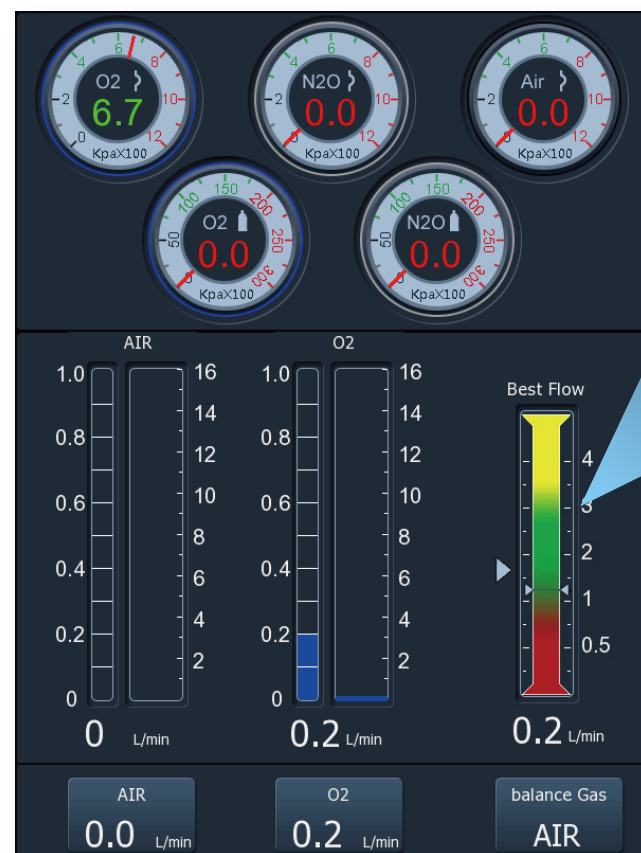 6
4 8
O2
2 6.7 10
0 12
KpaX100
6
4 8
N2O
2 0.0 10
0 12
KpaX100
6
4 8
Air
2 0.0 10
0 12
KpaX100
150
100 200
O2
50 0.0 250
0 300
KpaX100
150
100 200
N2O
50 0.0 250
0 300
KpaX100
AIR
1.0 16
14
0.8
12
0.6 10
8
0.4
6
4
0.2
2
0
0 L/min
O2
1.0 16
14
0.8
12
0.6 10
8
0.4
6
4
0.2
2
0
0.2 L/min
Best Flow
4
3
2
1
0.5
0.2 L/min
AIR
0.0 L/min
O2
0.2 L/min
balance Gas
AIR